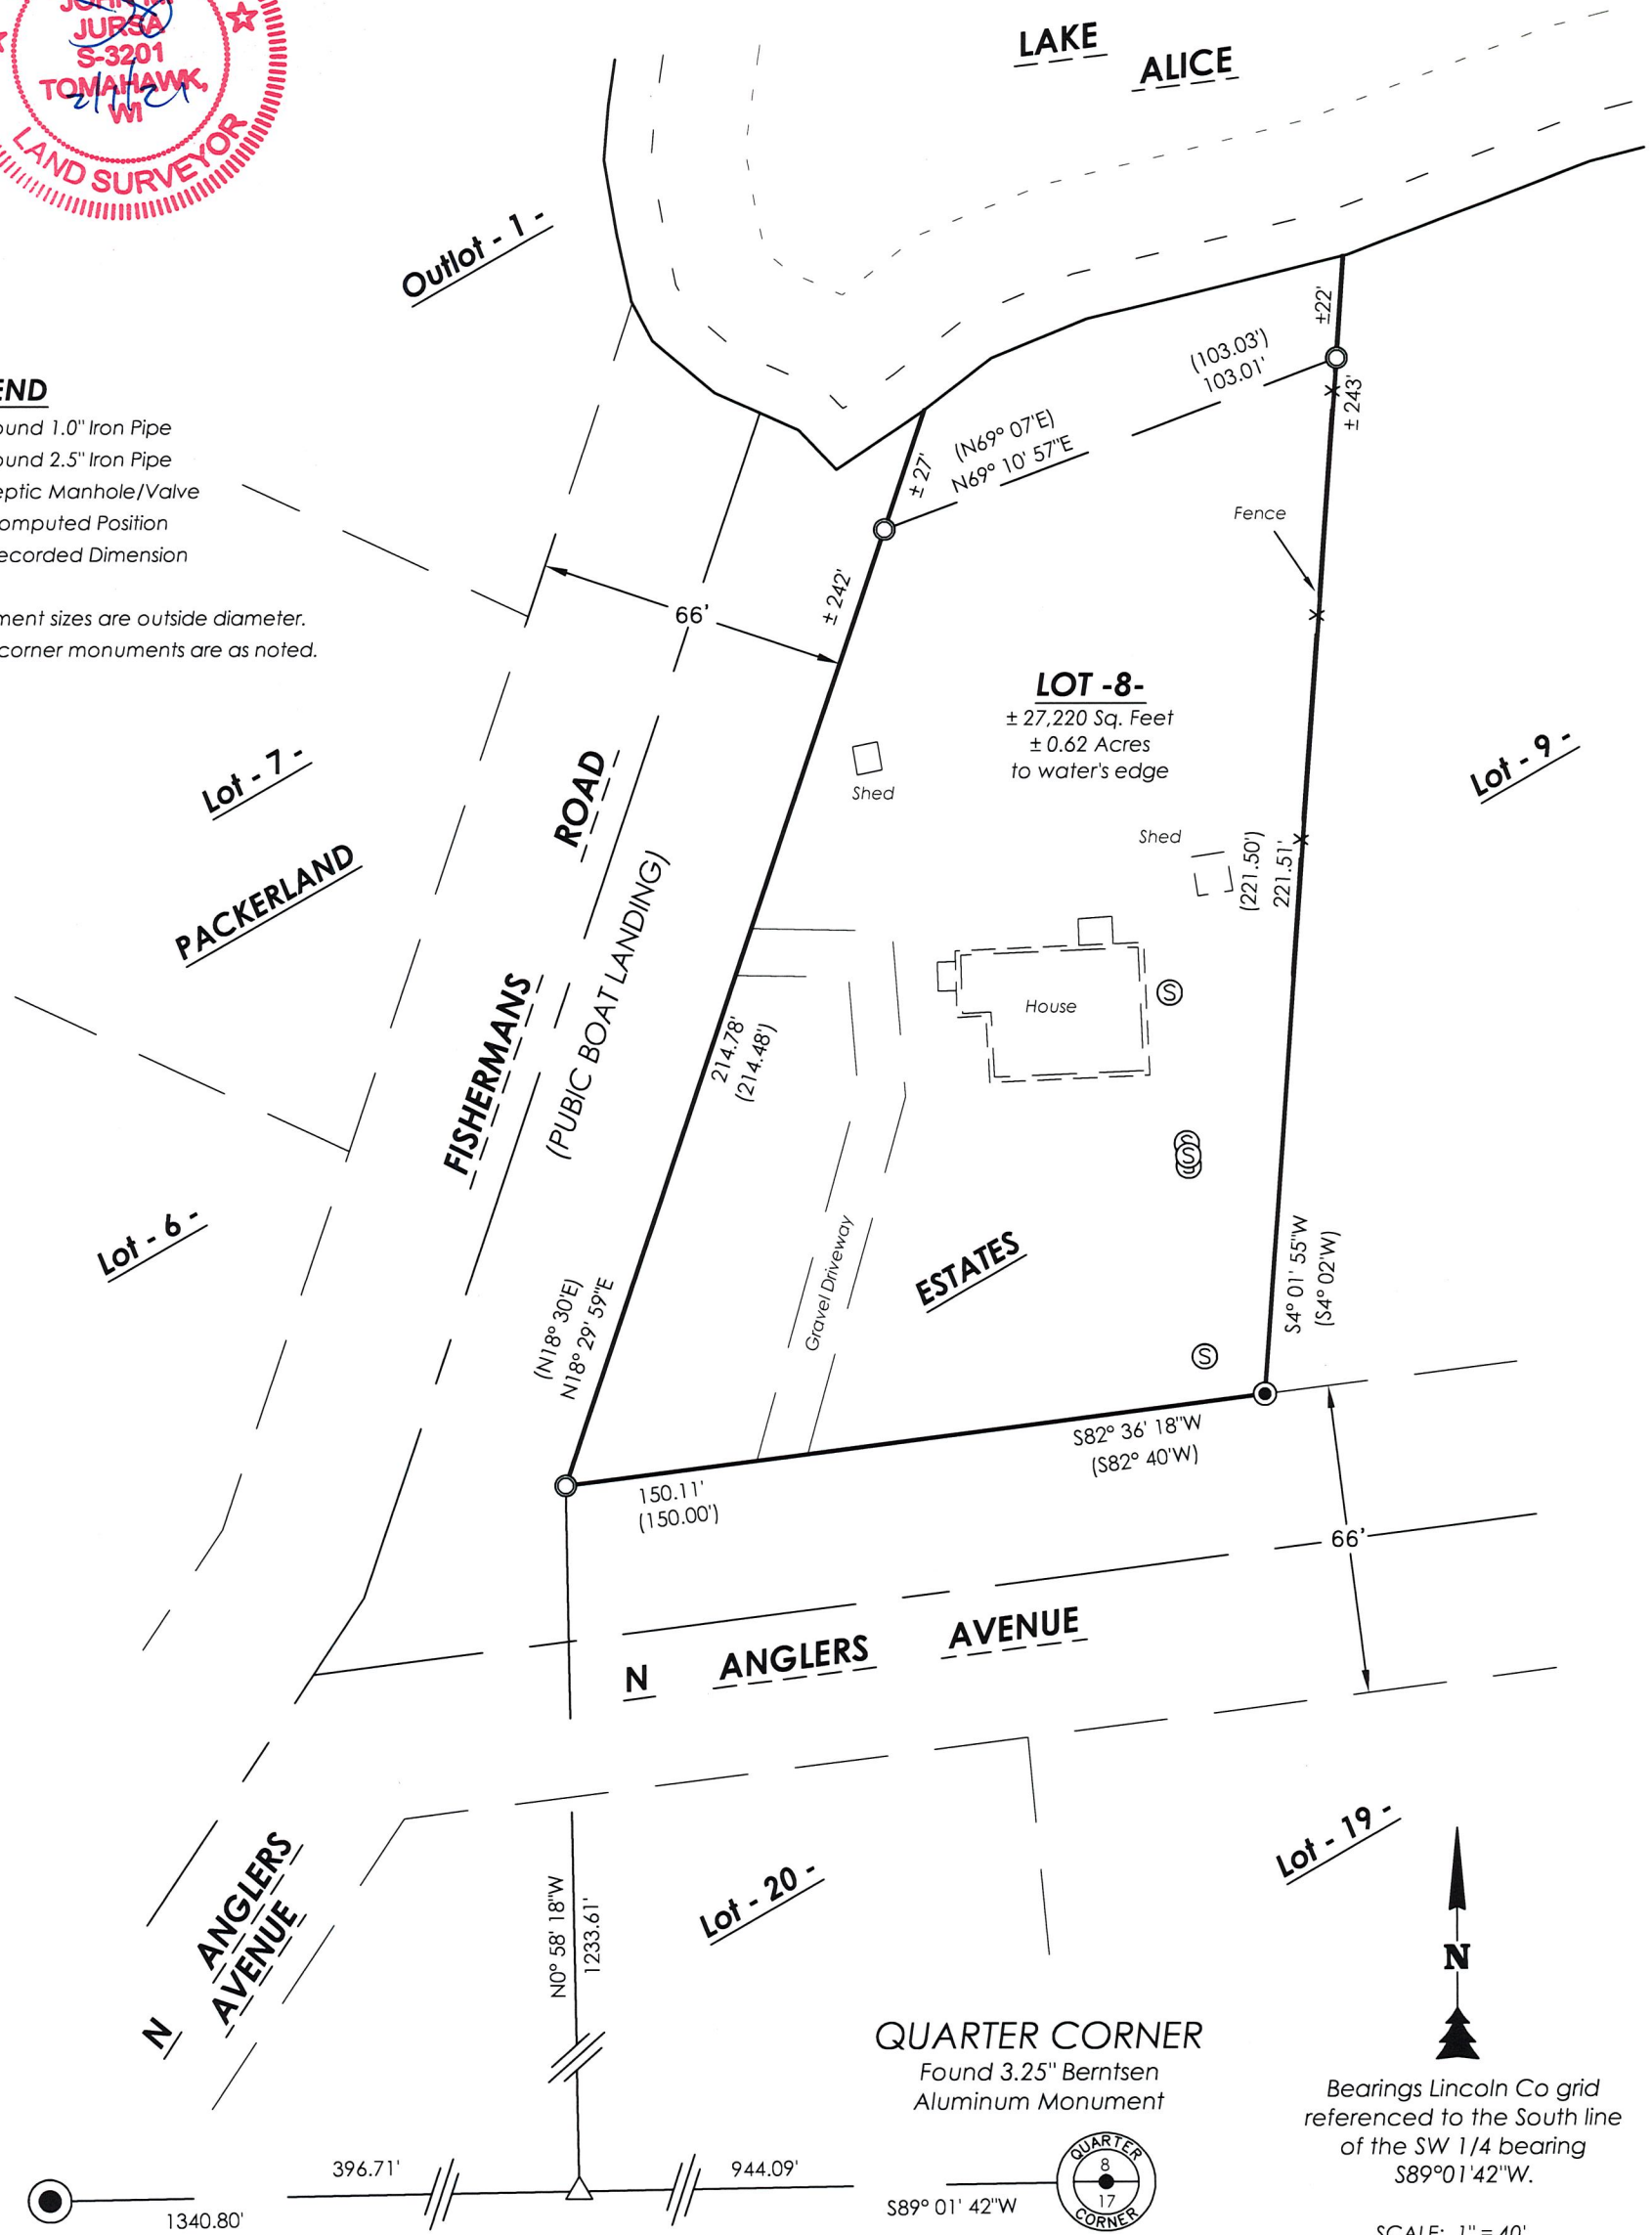 JURSA
S-3201
TOMAHAWK,
WI
LAND SURVEYOR
2/1/21
LAKE
ALICE
Outlot - 1 -
±22'
(103.03')
103.01'
± 243'
(N69° 07'E)
N69° 10' 57"E
± 27'
Fence
END
ound 1.0" Iron Pipe
ound 2.5" Iron Pipe
eptic Manhole/Valve
omputed Position
ecorded Dimension
ment sizes are outside diameter.
corner monuments are as noted.
66'
± 242'
LOT -8-
± 27,220 Sq. Feet
± 0.62 Acres
to water's edge
Lot - 7 -
PACKERLAND
FISHERMANS ROAD
(PUBIC BOAT LANDING)
Shed
Shed
(221.50')
221.51'
Lot - 9 -
House
S
S
S
214.78'
(214.48')
Lot - 6 -
Gravel Driveway
ESTATES
(N18° 30'E)
N18° 29' 59"E
S4° 01' 55"W
(S4° 02'W)
S82° 36' 18"W
(S82° 40'W)
150.11'
(150.00')
66'
N ANGLERS AVENUE
N ANGLERS
AVENUE
N0° 58' 18"W
1233.61'
Lot - 20 -
Lot - 19 -
N
QUARTER CORNER
Found 3.25" Berntsen
Aluminum Monument
QUARTER
8
17
CORNER
Bearings Lincoln Co grid
referenced to the South line
of the SW 1/4 bearing
S89°01'42"W.
396.71'
944.09'
1340.80'
S89° 01' 42"W
SCALE: 1" = 40'